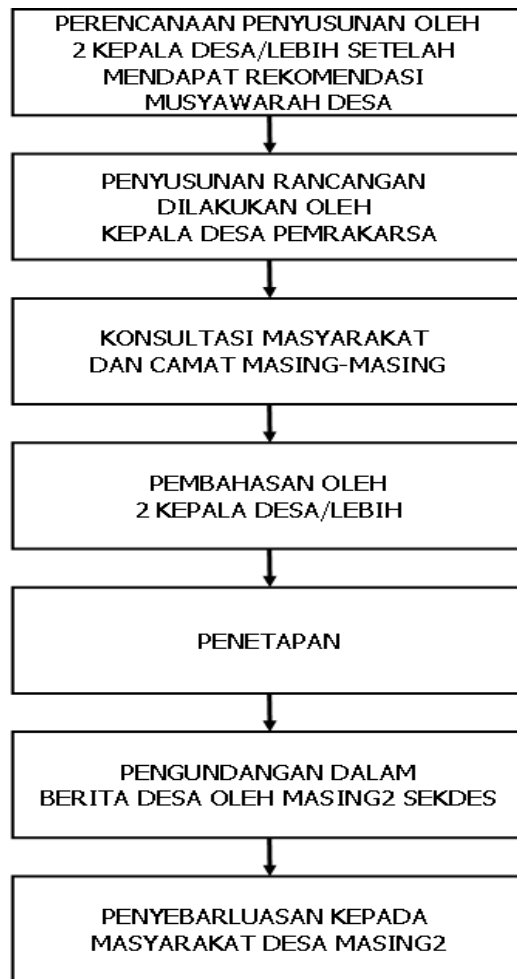 PERENCANAAN PENYUSUNAN OLEH
2 KEPALA DESA/LEBIH SETELAH
MENDAPAT REKOMENDASI
MUSYAWARAH DESA
PENYUSUNAN RANCANGAN
DILAKUKAN OLEH
KEPALA DESA PEMRAKARSA
KONSULTASI MASYARAKAT
DAN CAMAT MASING-MASING
PEMBAHASAN OLEH
2 KEPALA DESA/LEBIH
PENETAPAN
PENGUNDANGAN DALAM
BERITA DESA OLEH MASING2 SEKDES
PENYEBARLUASAN KEPADA
MASYARAKAT DESA MASING2